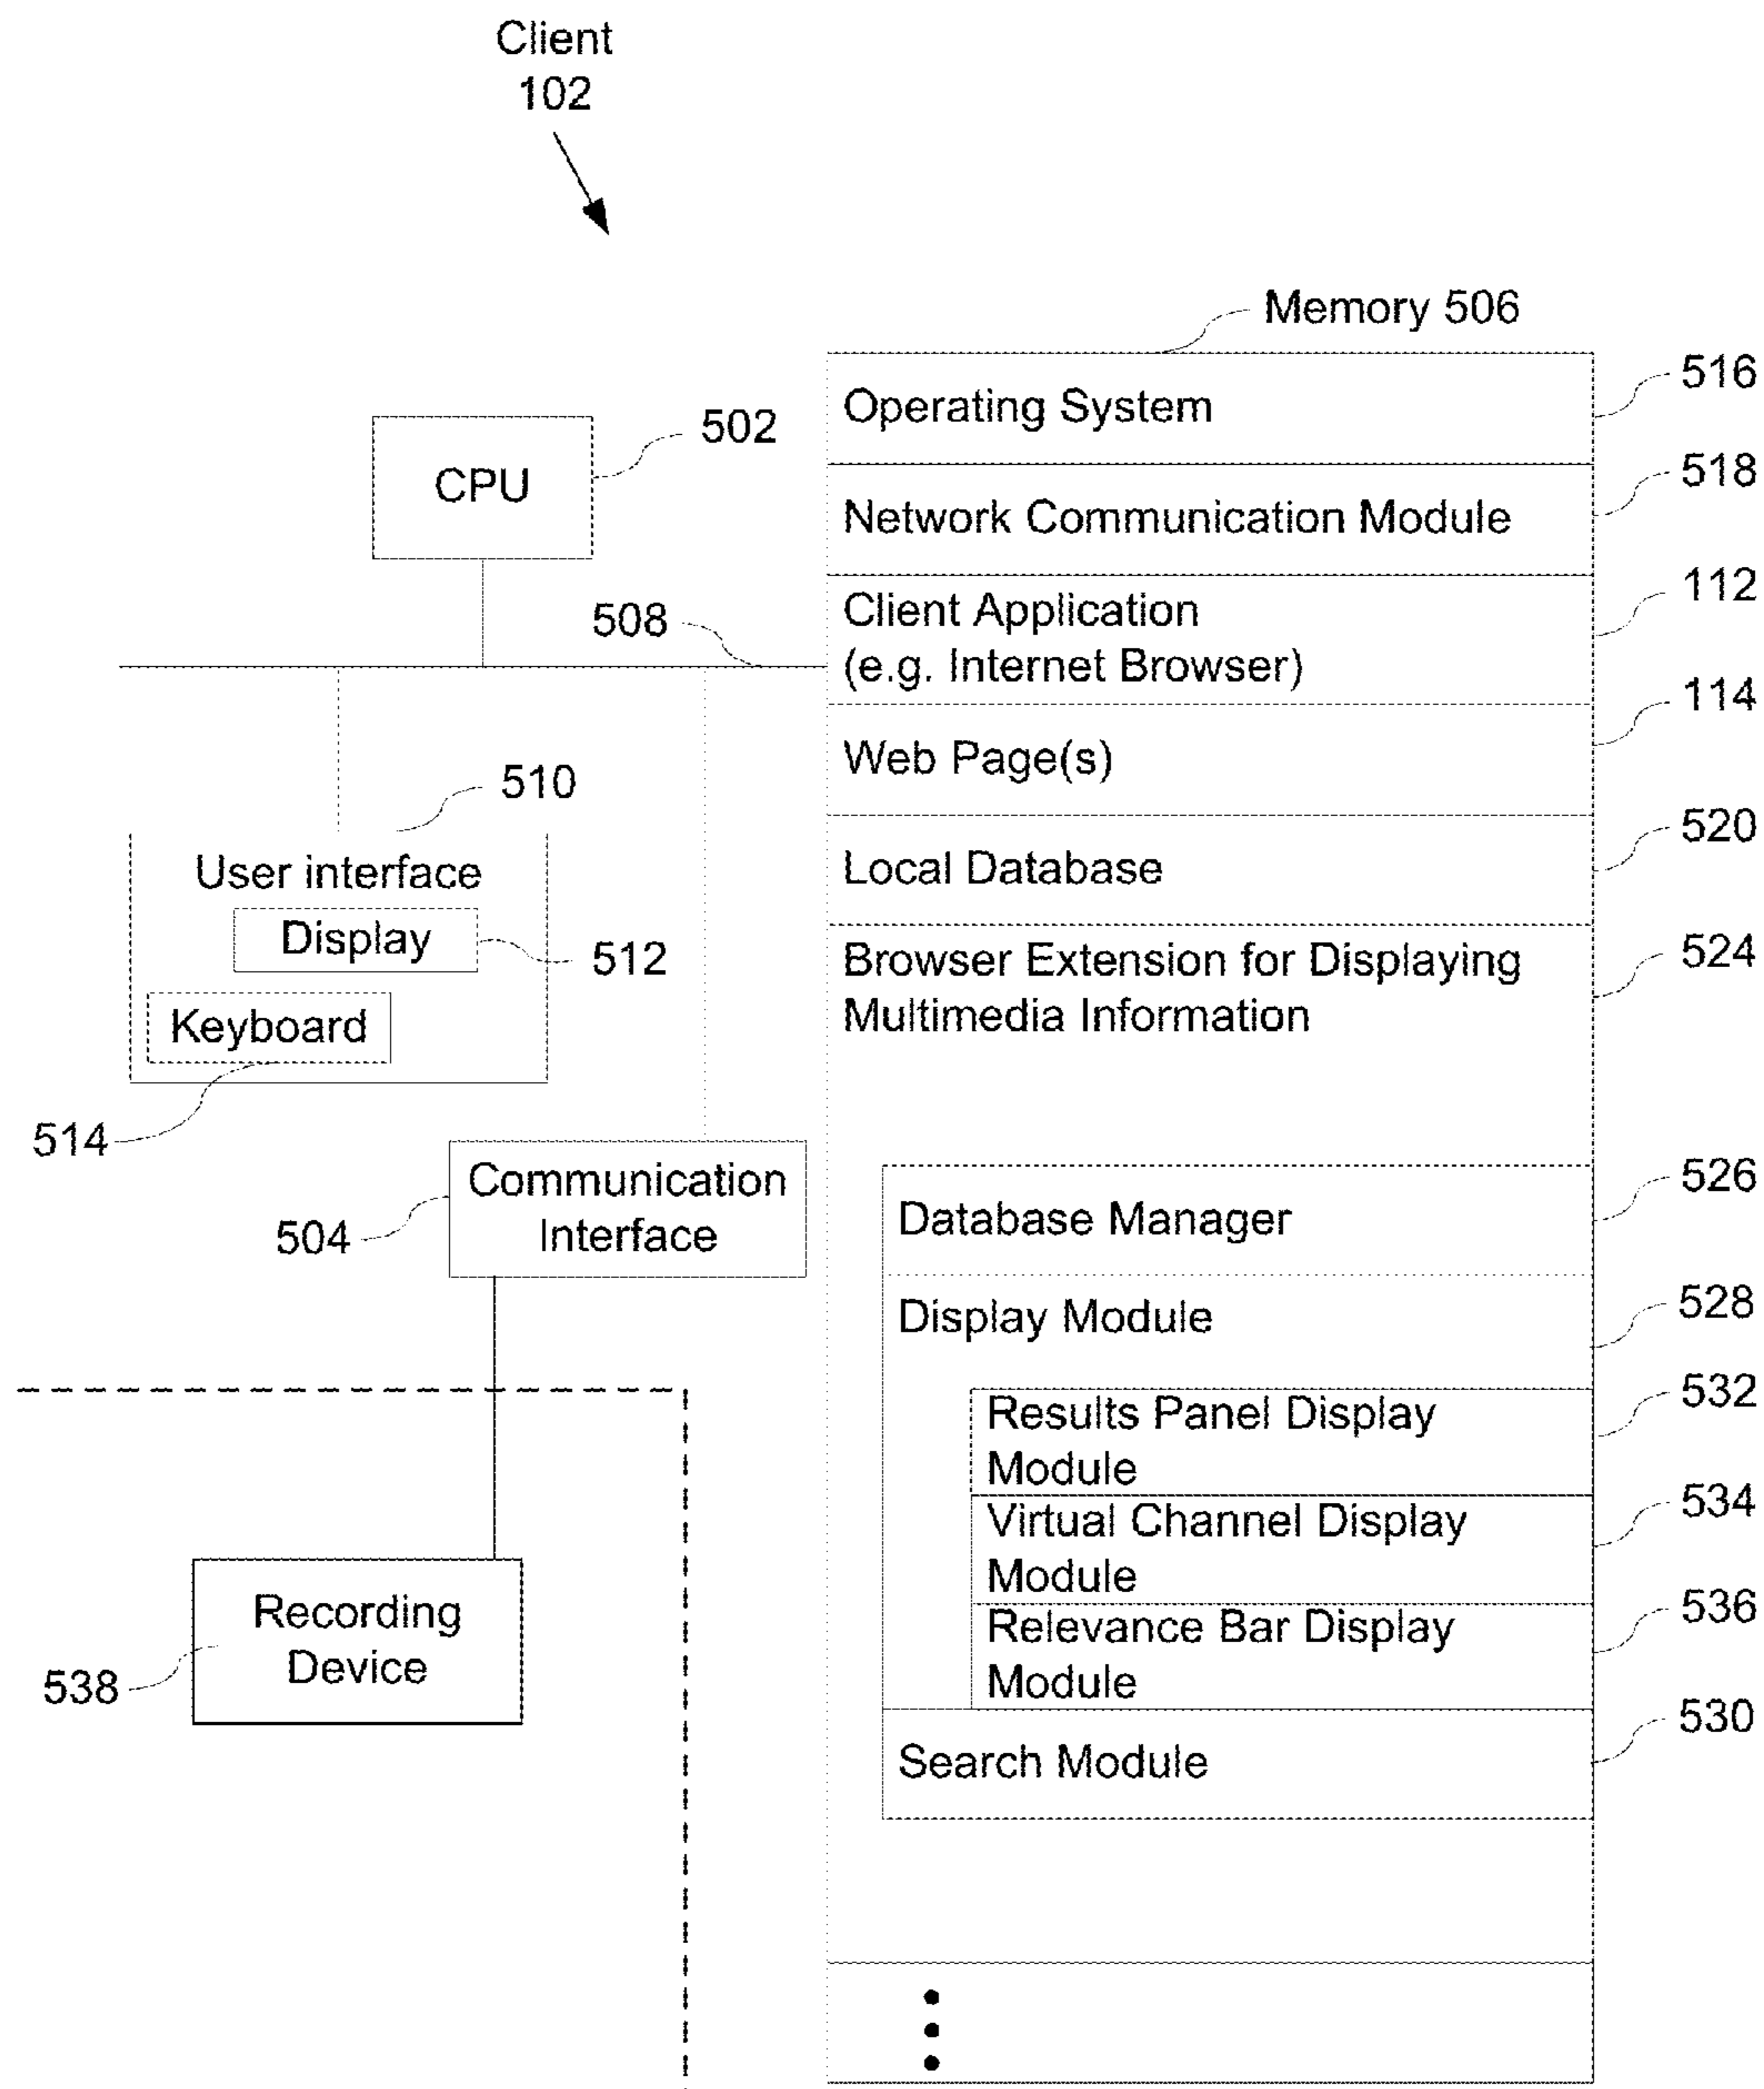 Client
102
Memory 506
Operating System
516
CPU
502
Network Communication Module
518
508
Client Application
(e.g. Internet Browser)
112
Web Page(s)
114
510
User interface
Display
512
Keyboard
514
Local Database
520
Browser Extension for Displaying
Multimedia Information
524
Communication
Interface
504
Database Manager
526
Display Module
528
Results Panel Display
Module
532
Virtual Channel Display
Module
534
Relevance Bar Display
Module
536
Recording
Device
538
Search Module
530